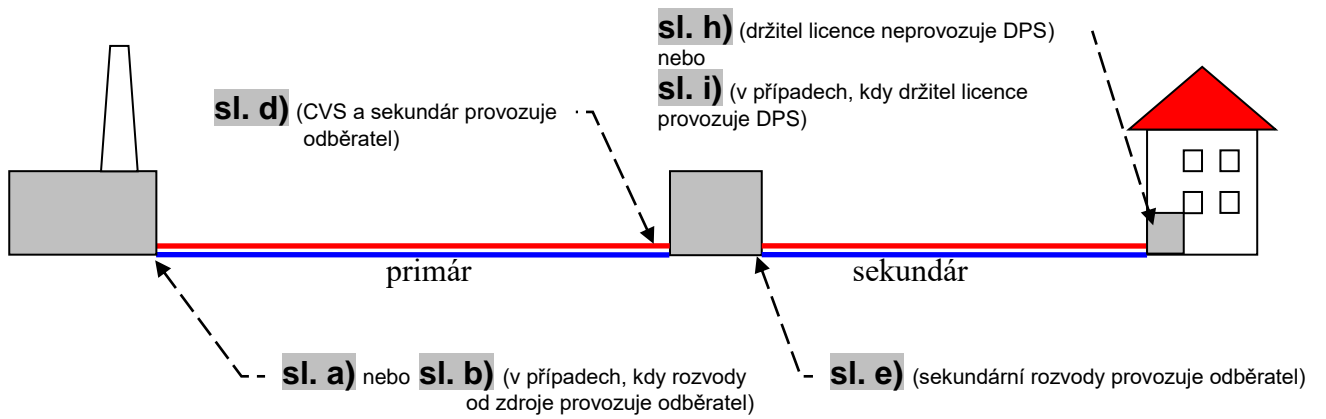 sl. h) (držitel licence neprovozuje DPS)
nebo
sl. i) (v případech, kdy držitel licence
provozuje DPS)
sl. d) (CVS a sekundár provozuje
odběratel)
primár
sekundár
sl. a) nebo sl. b) (v případech, kdy rozvody
od zdroje provozuje odběratel)
sl. e) (sekundární rozvody provozuje odběratel)